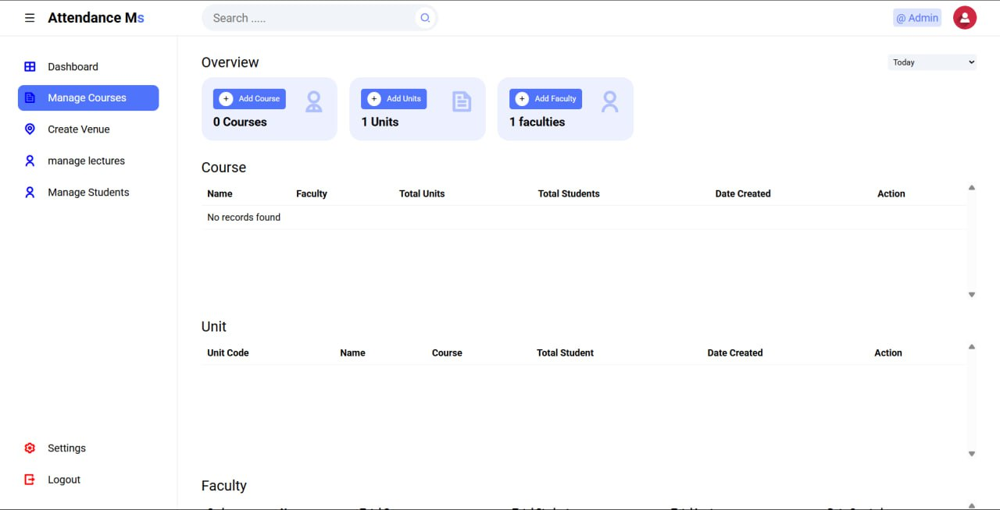 Attendance Ms
Search .....
@ Admin
Dashboard
Manage Courses
Create Venue
manage lectures
Manage Students
Settings
Logout
Overview
Today
Add Course
0 Courses
Add Units
1 Units
Add Faculty
1 faculties
Course
Name Faculty Total Units Total Students Date Created Action
No records found
Unit
Unit Code Name Course Total Student Date Created Action
Faculty